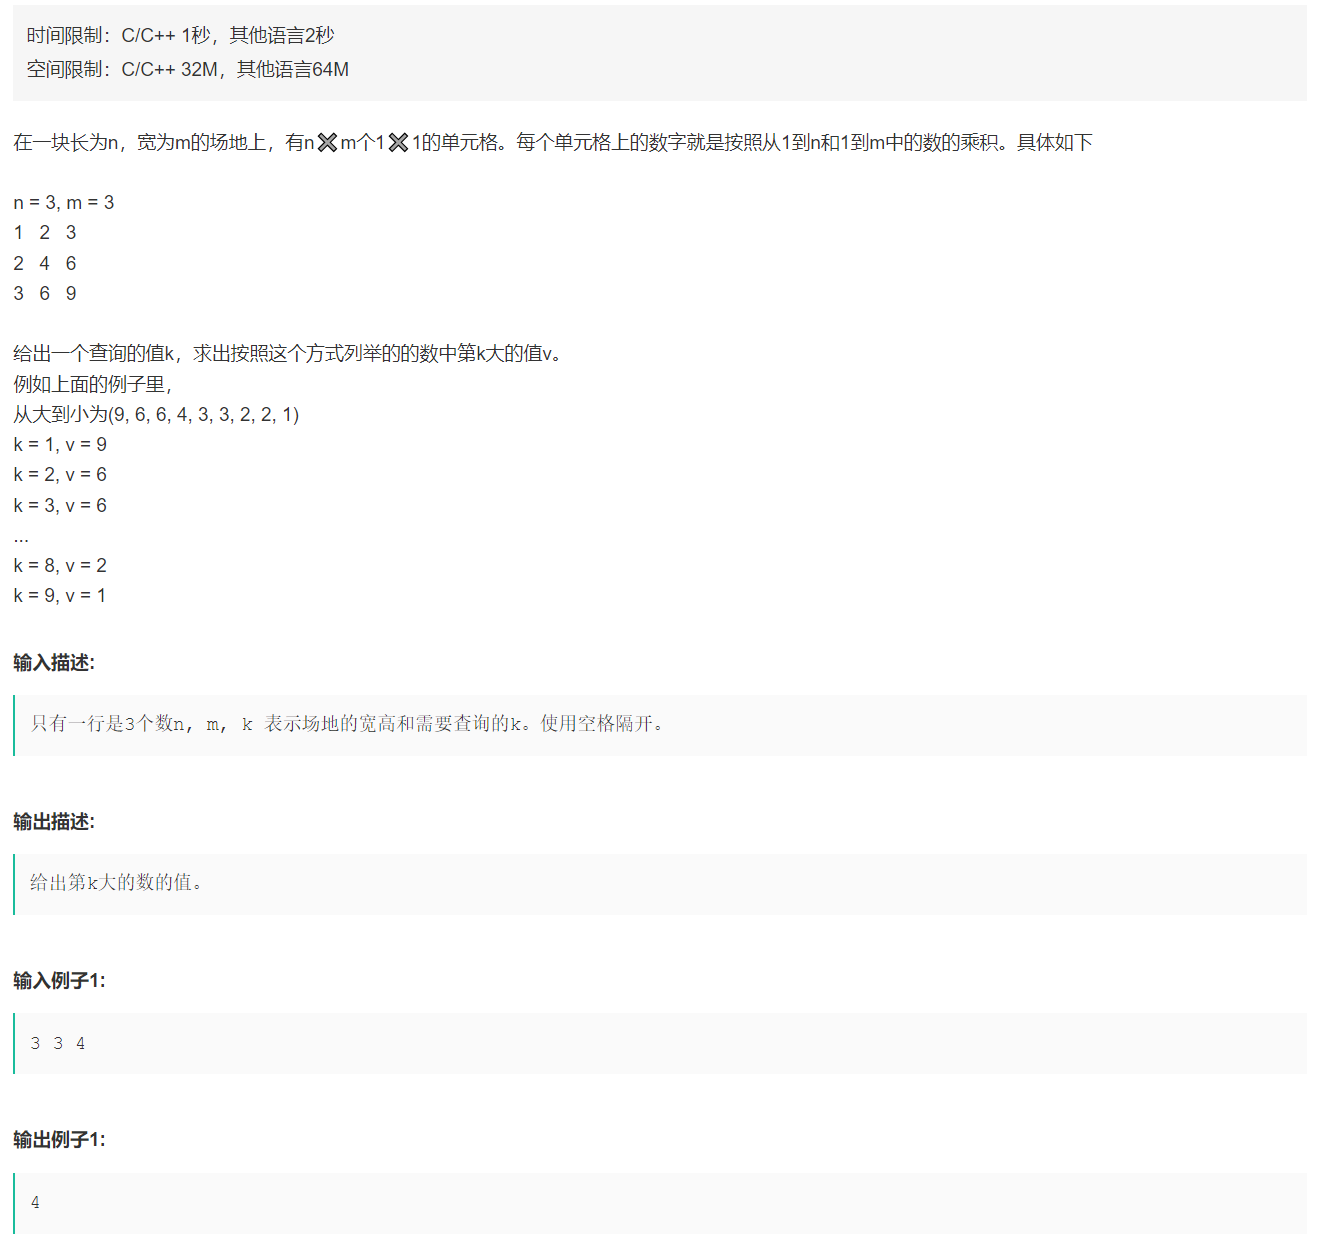 时间限制：C/C++ 1秒，其他语言2秒
空间限制：C/C++ 32M，其他语言64M
在一块长为n，宽为m的场地上，有n✖️m个1✖️1的单元格。每个单元格上的数字就是按照从1到n和1到m中的数的乘积。具体如下
n = 3, m = 3
1 2 3
2 4 6
3 6 9
给出一个查询的值k，求出按照这个方式列举的的数中第k大的值v。
例如上面的例子里，
从大到小为(9, 6, 6, 4, 3, 3, 2, 2, 1)
k = 1, v = 9
k = 2, v = 6
k = 3, v = 6
...
k = 8, v = 2
k = 9, v = 1
输入描述:
只有一行是3个数n, m, k 表示场地的宽高和需要查询的k。使用空格隔开。
输出描述:
给出第k大的数的值。
输入例子1:
3 3 4
输出例子1:
4